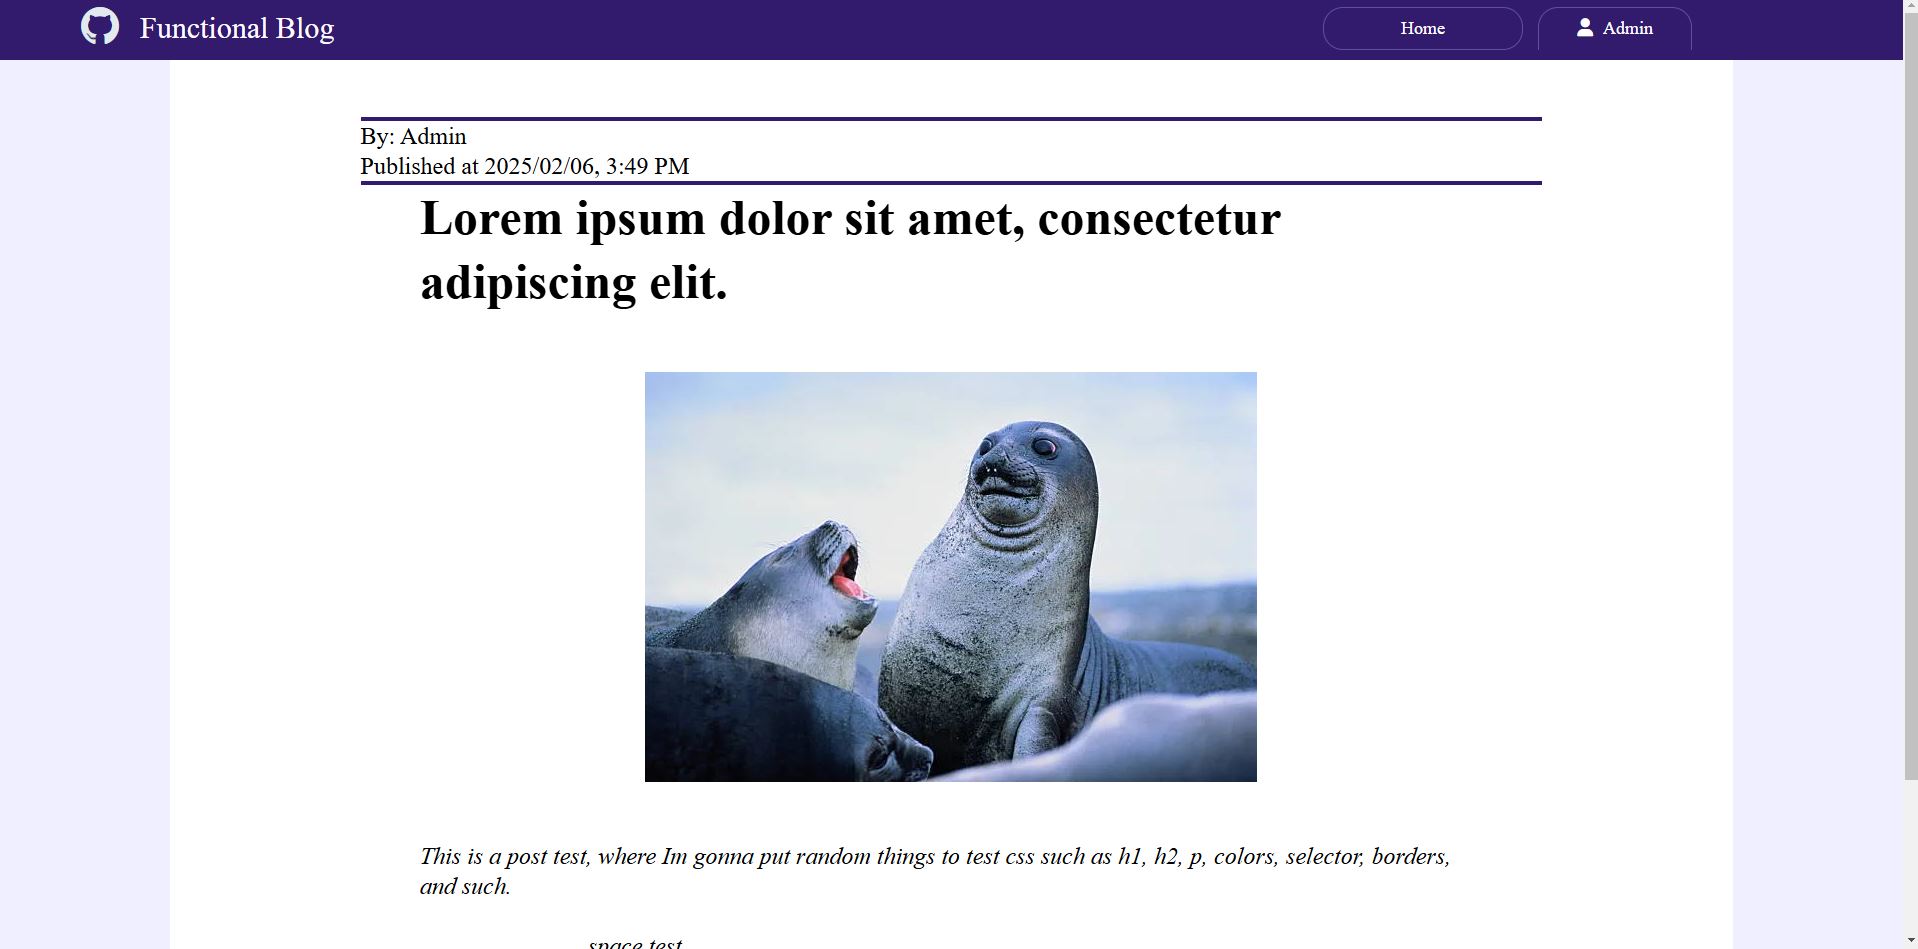 Functional Blog
Home
Admin
By: Admin
Published at 2025/02/06, 3:49 PM
Lorem ipsum dolor sit amet, consectetur
adipiscing elit.
This is a post test, where Im gonna put random things to test css such as h1, h2, p, colors, selector, borders,
and such.
space test